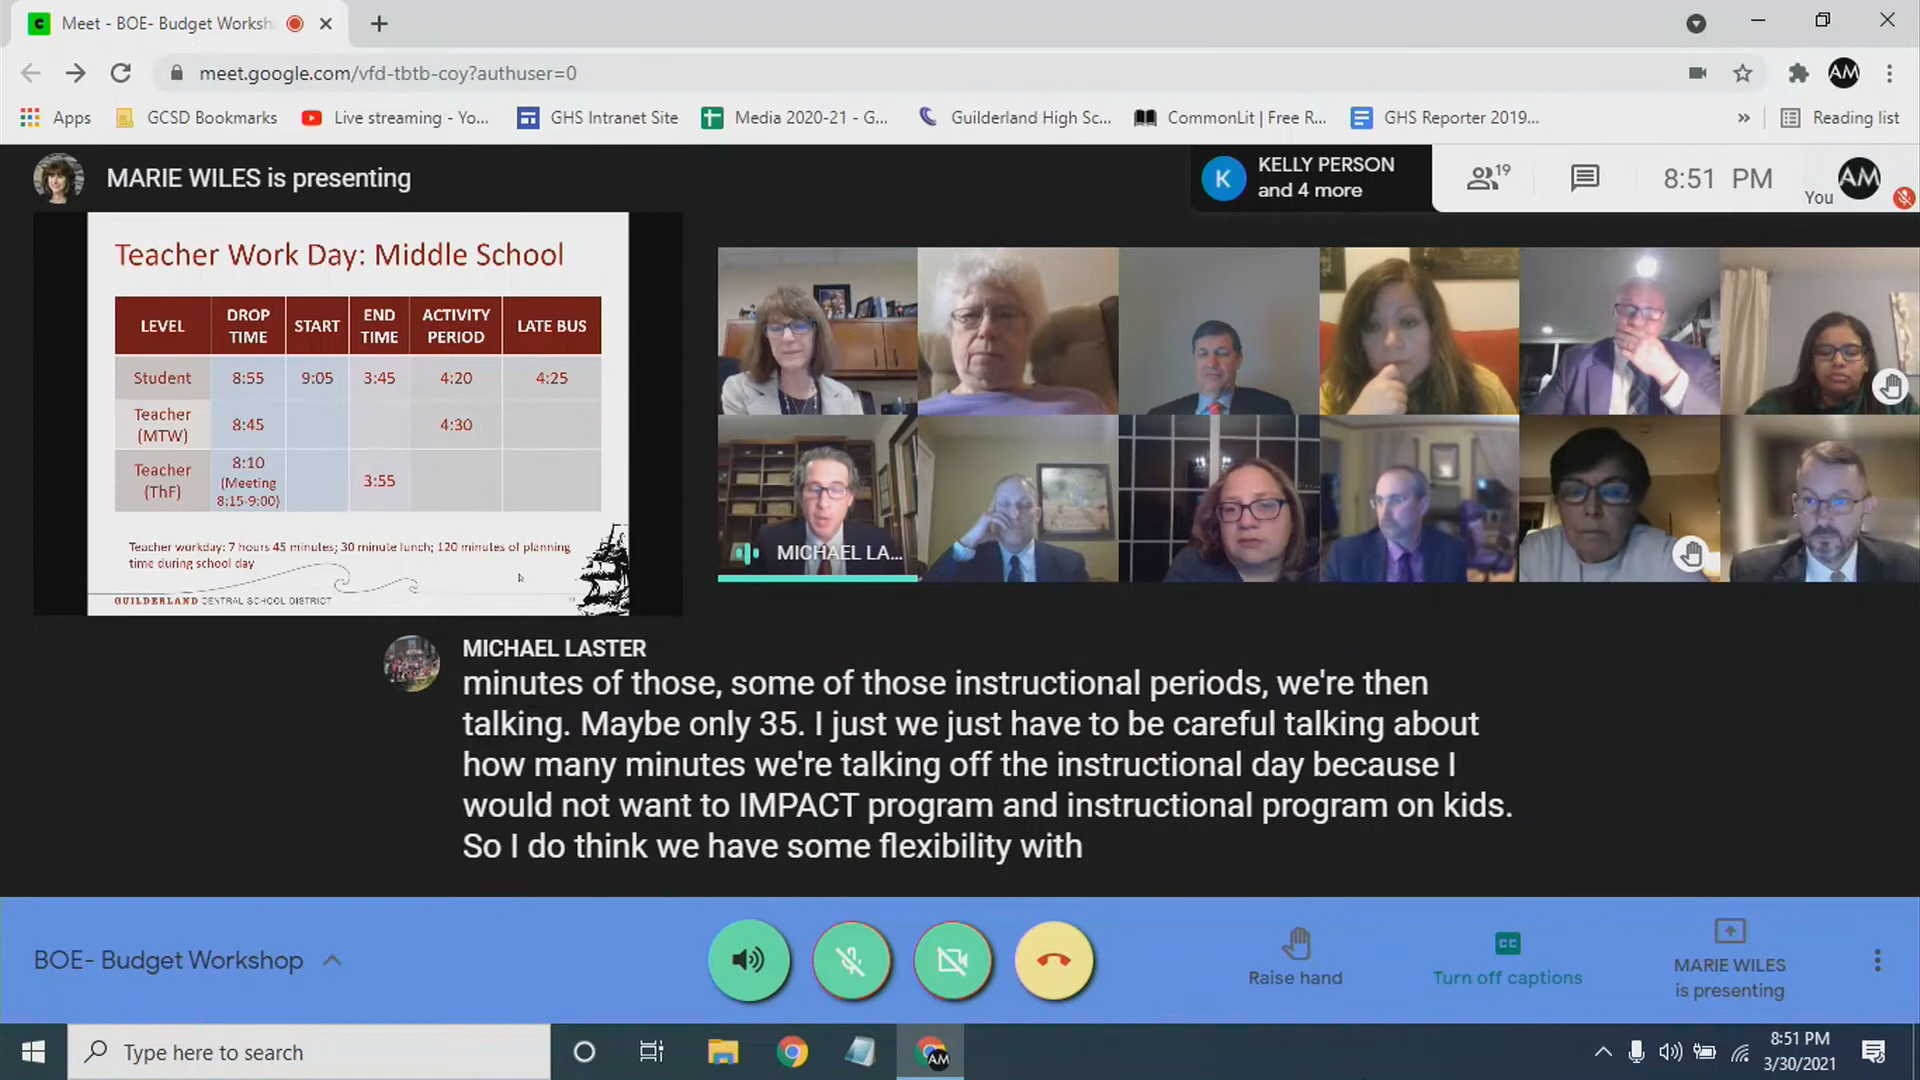 Meet - BOE- Budget Worksh
meet.google.com/vfd-tbtb-coy?authuser=0
AM
Apps
GCSD Bookmarks
Live streaming - Yo...
GHS Intranet Site
Media 2020-21 - G...
Guilderland High Sc...
CommonLit | Free R...
GHS Reporter 2019...
»
Reading list
MARIE WILES is presenting
K
KELLY PERSON
and 4 more
19
8:51 PM
You
AM
Teacher Work Day: Middle School
LEVEL
DROP TIME
START
END TIME
ACTIVITY PERIOD
LATE BUS
Student
8:55
9:05
3:45
4:20
4:25
Teacher (MTW)
8:45
4:30
Teacher (ThF)
8:10
(Meeting
8:15-9:00)
3:55
Teacher workday: 7 hours 45 minutes; 30 minute lunch; 120 minutes of planning
time during school day
GUILDERLAND CENTRAL SCHOOL DISTRICT
MICHAEL LA...
MICHAEL LASTER
minutes of those, some of those instructional periods, we're then
talking. Maybe only 35. I just we just have to be careful talking about
how many minutes we're talking off the instructional day because I
would not want to IMPACT program and instructional program on kids.
So I do think we have some flexibility with
BOE- Budget Workshop
Raise hand
CC
Turn off captions
MARIE WILES
is presenting
Type here to search
AM
8:51 PM
3/30/2021